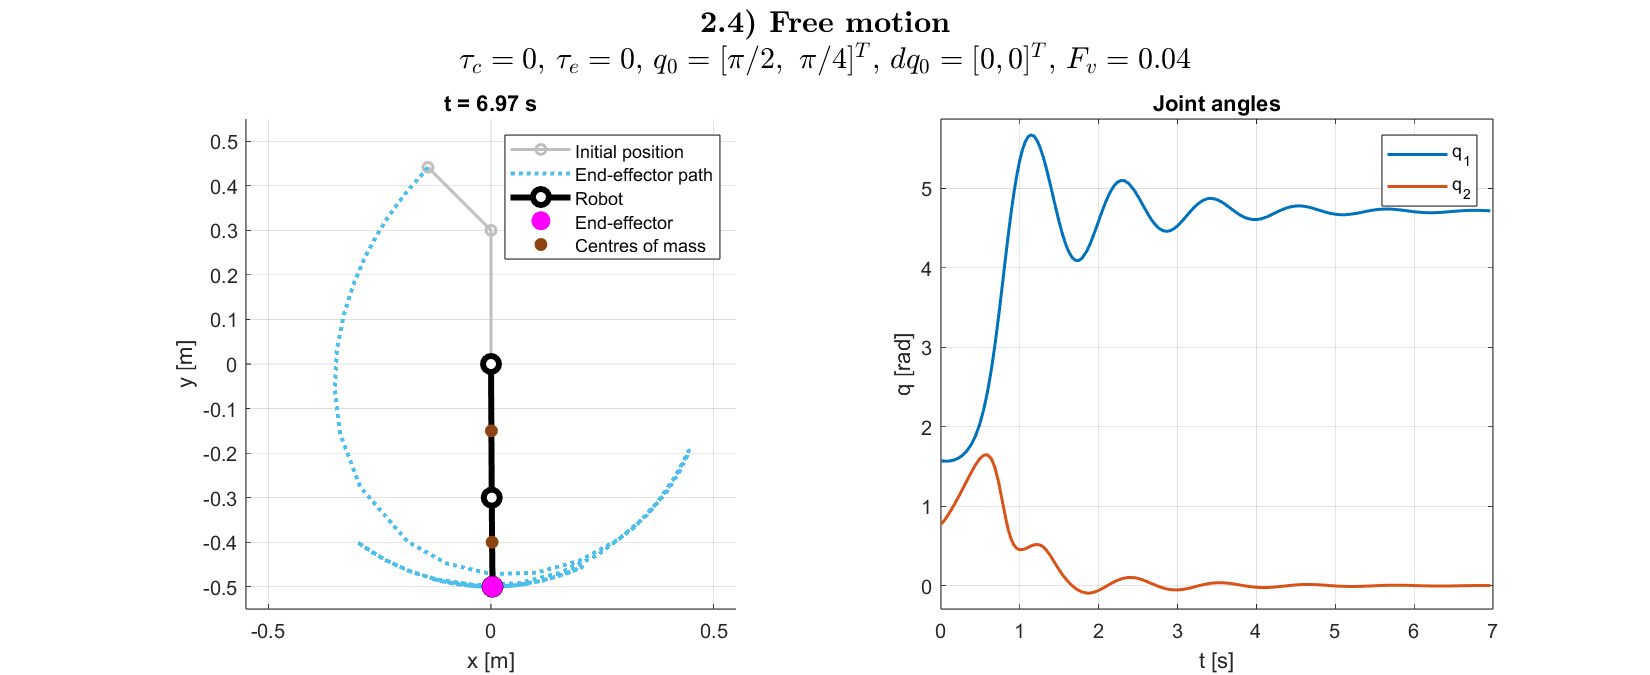 2.4) Free motion
τ_c = 0, τ_e = 0, q_0 = [π/2, π/4]^T, dq_0 = [0,0]^T, F_v = 0.04
t = 6.97 s
0.5
0.4
0.3
0.2
0.1
0
-0.1
-0.2
-0.3
-0.4
-0.5
y [m]
-0.5
0
0.5
x [m]
Initial position
End-effector path
Robot
End-effector
Centres of mass
Joint angles
5
4
3
2
1
0
q [rad]
0
1
2
3
4
5
6
7
t [s]
q_1
q_2